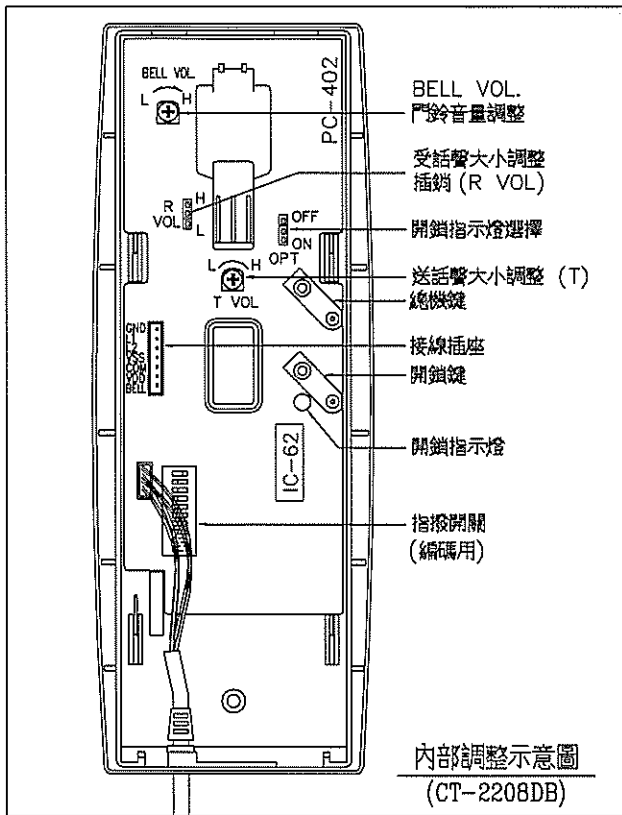 BELL VOL.
L H
PC-402
R
VOL
H
L
OFF
ON
OPT
L H
T VOL
GND
L1
L2
VSS
COM
VDD
BELL
IC-62
BELL VOL.
門鈴音量調整
受話聲大小調整
插銷(R VOL)
開鎖指示燈選擇
送話聲大小調整 (T)
總機鍵
接線插座
開鎖鍵
開鎖指示燈
指撥開關
(編碼用)
內部調整示意圖
(CT-2208DB)